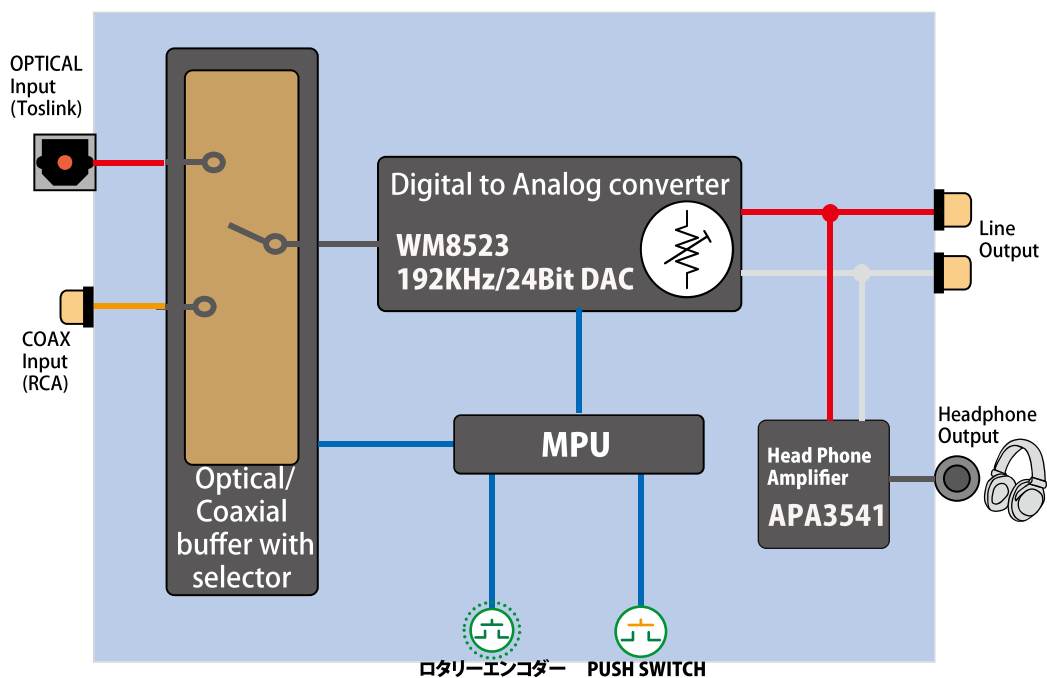 OPTICAL
Input
(Toslink)
COAX
Input
(RCA)
Optical/
Coaxial
buffer with
selector
Digital to Analog converter
WM8523
192KHz/24Bit DAC
MPU
Line
Output
Head Phone
Amplifier
APA3541
Headphone
Output
ロタリーエンコダー
PUSH SWITCH